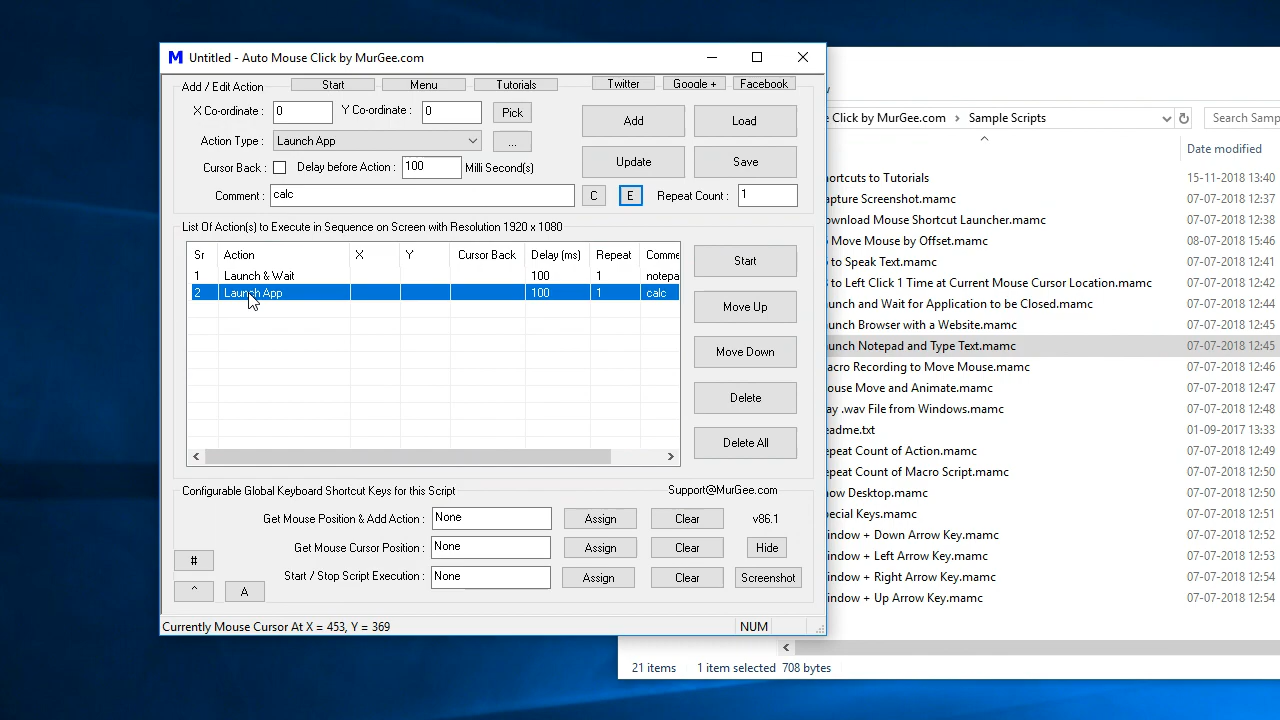 Untitled - Auto Mouse Click by MurGee.com
Add / Edit Action
Start
Menu
Tutorials
Twitter
Google +
Facebook
X Co-ordinate :
0
Y Co-ordinate :
0
Pick
Add
Load
Action Type :
Launch App
...
Cursor Back :
Delay before Action :
100
Milli Second(s)
Update
Save
Comment :
calc
C
E
Repeat Count :
1
List Of Action(s) to Execute in Sequence on Screen with Resolution 1920 x 1080
Sr Action X Y Cursor Back Delay (ms) Repeat Comme
1 Launch & Wait 100 1 notepa
2 Launch App 100 1 calc
Start
Move Up
Move Down
Delete
Delete All
Configurable Global Keyboard Shortcut Keys for this Script
Support@MurGee.com
Get Mouse Position & Add Action :
None
Assign
Clear
v86.1
Get Mouse Cursor Position :
None
Assign
Clear
Hide
Start / Stop Script Execution :
None
Assign
Clear
Screenshot
#
^
A
Currently Mouse Cursor At X = 453, Y = 369
NUM
e Click by MurGee.com > Sample Scripts
Search Samp
Date modified
ortcuts to Tutorials 15-11-2018 13:40
apture Screenshot.mamc 07-07-2018 12:37
ownload Mouse Shortcut Launcher.mamc 07-07-2018 12:38
o Move Mouse by Offset.mamc 08-07-2018 15:46
to Speak Text.mamc 07-07-2018 12:41
to Left Click 1 Time at Current Mouse Cursor Location.mamc 07-07-2018 12:42
unch and Wait for Application to be Closed.mamc 07-07-2018 12:44
unch Browser with a Website.mamc 07-07-2018 12:45
unch Notepad and Type Text.mamc 07-07-2018 12:45
acro Recording to Move Mouse.mamc 07-07-2018 12:46
ouse Move and Animate.mamc 07-07-2018 12:47
ay .wav File from Windows.mamc 07-07-2018 12:48
eadme.txt 01-09-2017 13:33
epeat Count of Action.mamc 07-07-2018 12:49
epeat Count of Macro Script.mamc 07-07-2018 12:50
how Desktop.mamc 07-07-2018 12:50
pecial Keys.mamc 07-07-2018 12:51
indow + Down Arrow Key.mamc 07-07-2018 12:52
indow + Left Arrow Key.mamc 07-07-2018 12:53
indow + Right Arrow Key.mamc 07-07-2018 12:54
indow + Up Arrow Key.mamc 07-07-2018 12:54
21 items 1 item selected 708 bytes